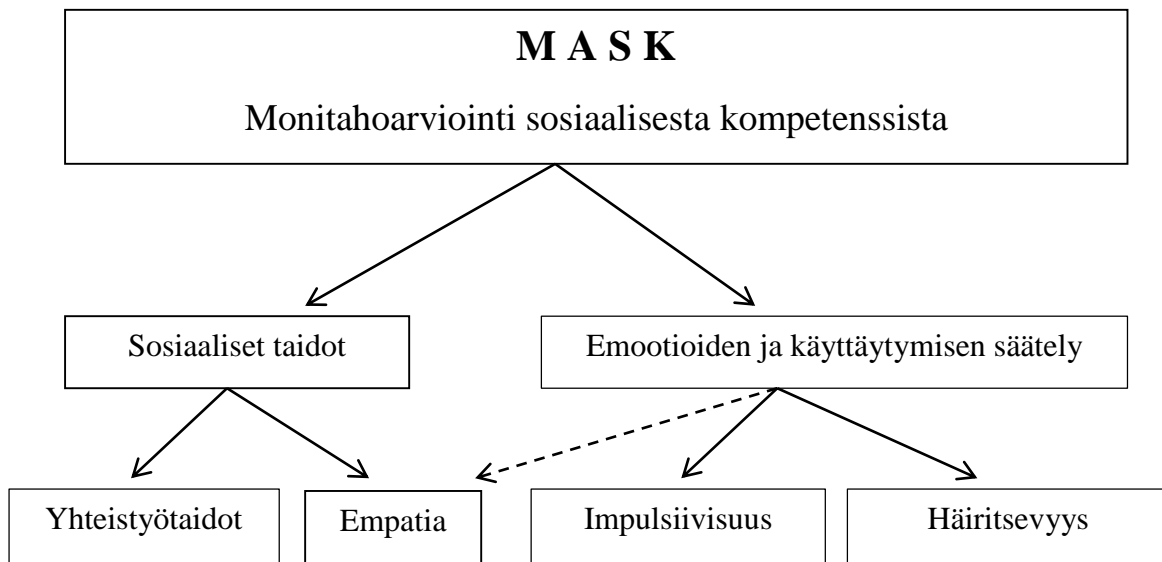 M A S K
Monitahoarviointi sosiaalisesta kompetenssista
Sosiaaliset taidot
Emootioiden ja käyttäytymisen säätely
Yhteistyötaidot
Empatia
Impulsiivisuus
Häiritsevyys